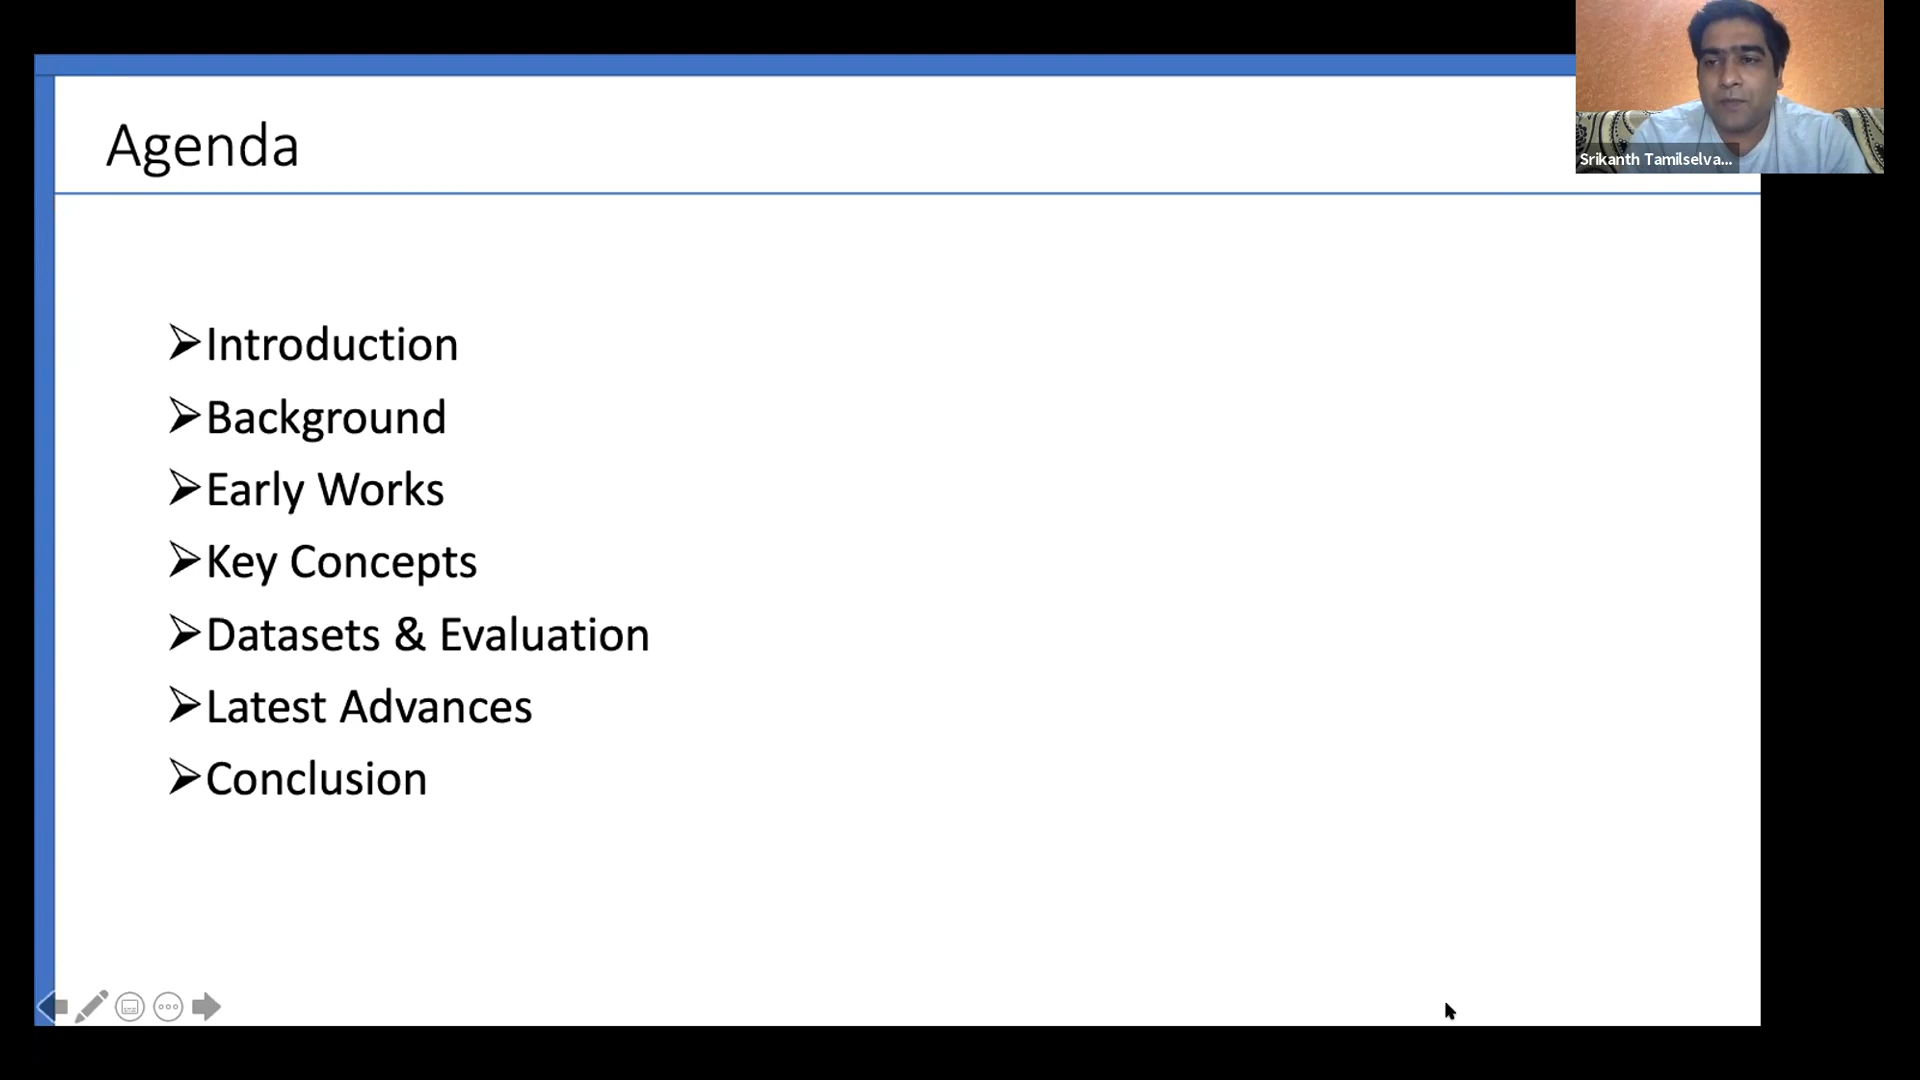 Agenda
Srikanth Tamilselva...
➢Introduction
➢Background
➢Early Works
➢Key Concepts
➢Datasets & Evaluation
➢Latest Advances
➢Conclusion